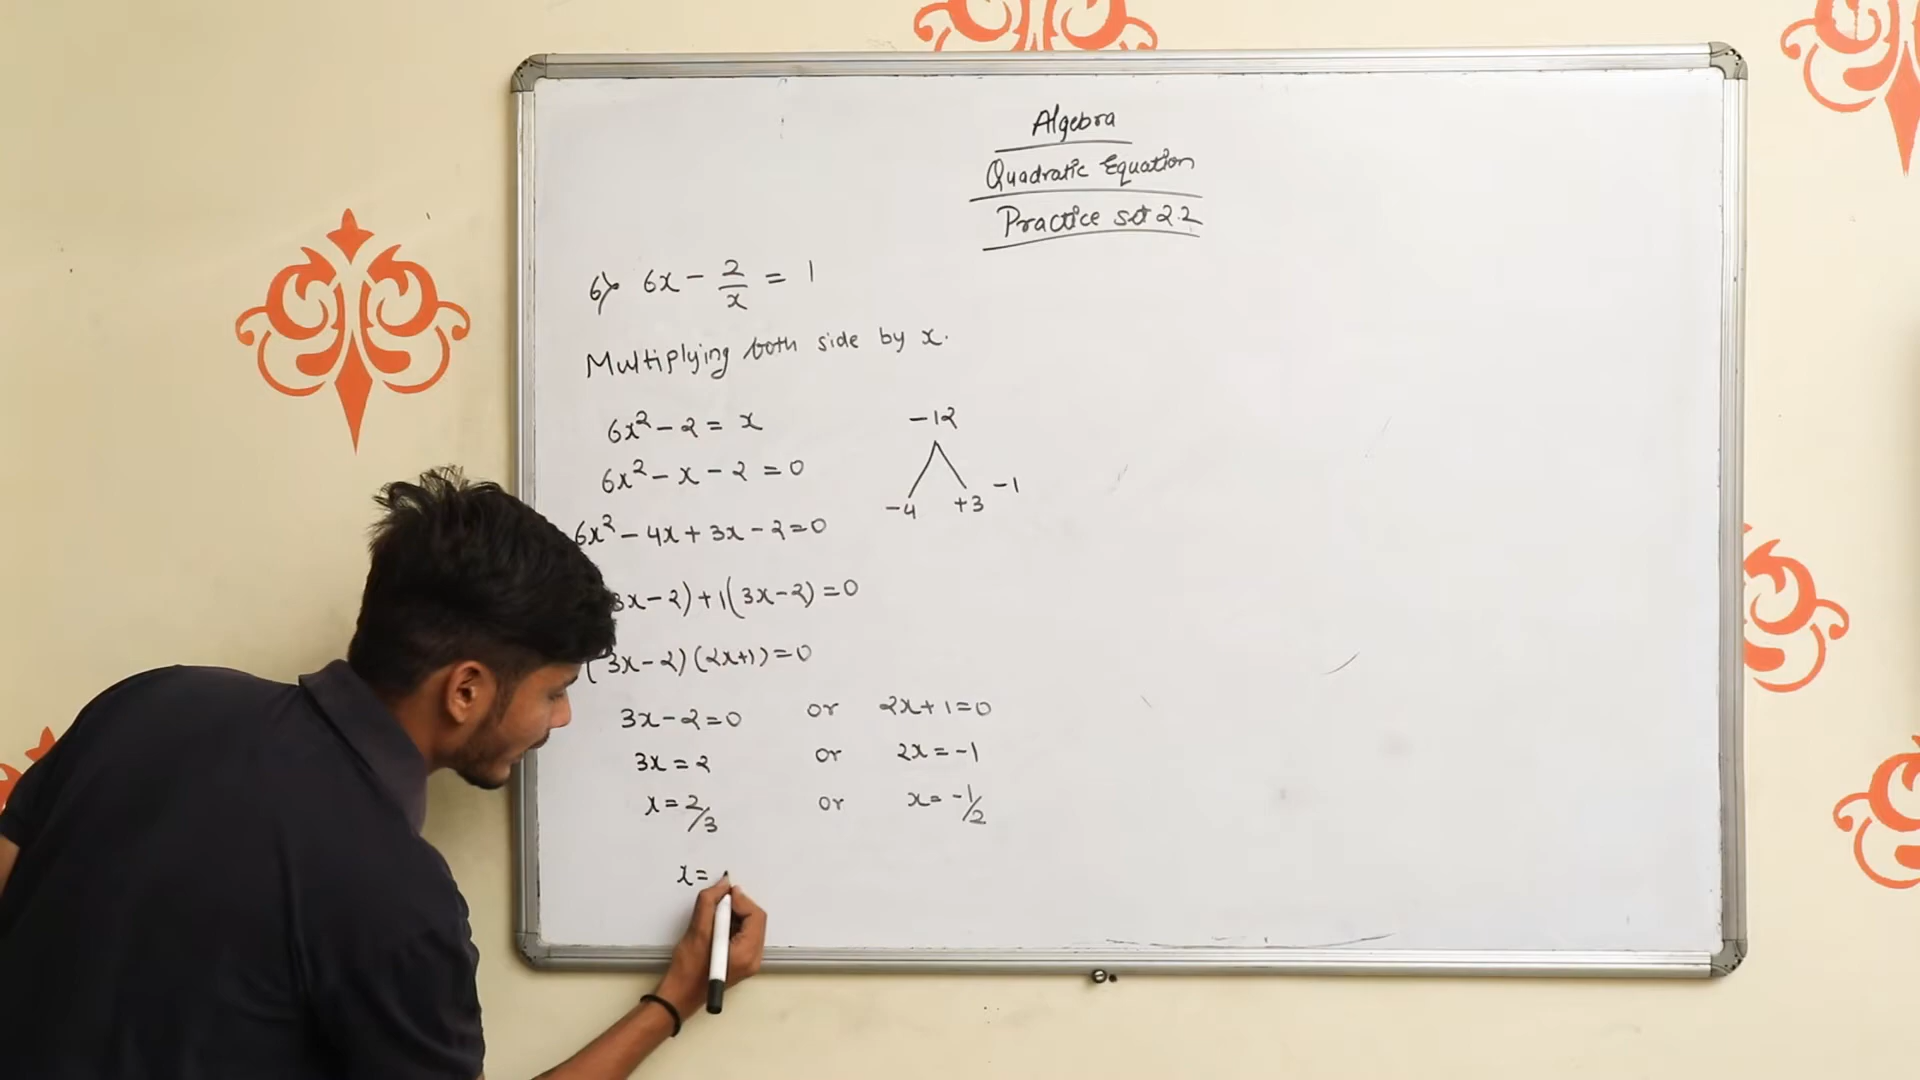 Algebra
Quadratic Equation
Practice set 2.2
6) 6x - 2/x = 1
Multiplying both side by x.
6x² - 2 = x
6x² - x - 2 = 0
6x² - 4x + 3x - 2 = 0
3x - 2) + 1(3x - 2) = 0
(3x - 2) (2x+1) = 0
3x - 2 = 0 or 2x + 1 = 0
3x = 2 or 2x = -1
x = 2/3 or x = -1/2
x =
-12
-4 +3 -1